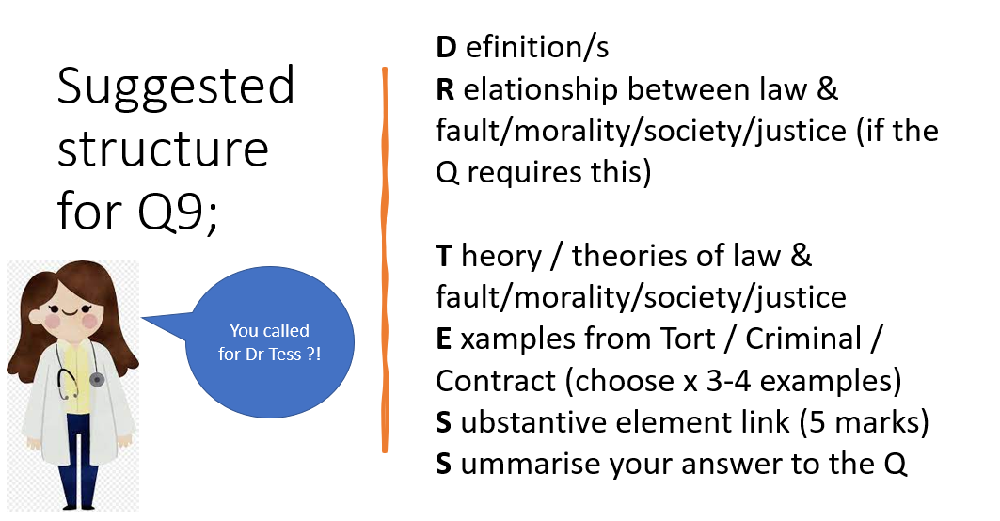 Suggested
structure
for Q9;
You called
for Dr Tess ?!
D efinition/s
R elationship between law &
fault/morality/society/justice (if the
Q requires this)
T heory / theories of law &
fault/morality/society/justice
E xamples from Tort / Criminal /
Contract (choose x 3-4 examples)
S ubstantive element link (5 marks)
S ummarise your answer to the Q